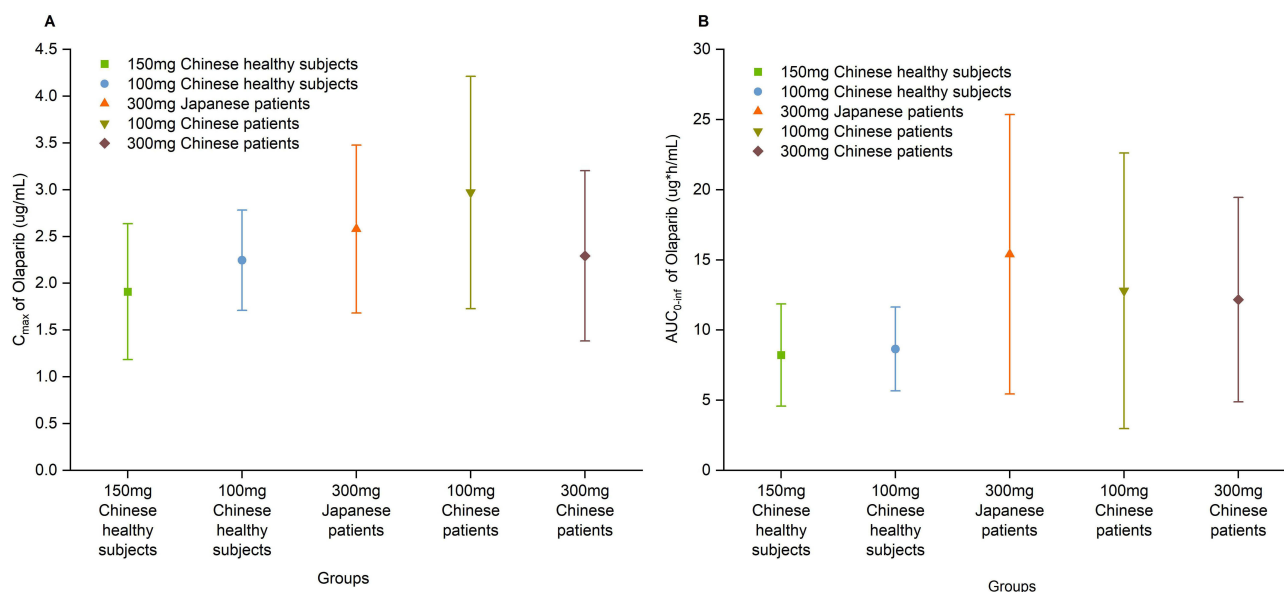 A
C_max of Olaparib (ug/mL)
4.5
4.0
3.5
3.0
2.5
2.0
1.5
1.0
0.5
0.0
150mg Chinese healthy subjects
100mg Chinese healthy subjects
300mg Japanese patients
100mg Chinese patients
300mg Chinese patients
150mg
Chinese
healthy
subjects
100mg
Chinese
healthy
subjects
300mg
Japanese
patients
100mg
Chinese
patients
300mg
Chinese
patients
Groups
B
AUC_0-inf of Olaparib (ug*h/mL)
30
25
20
15
10
5
0
150mg Chinese healthy subjects
100mg Chinese healthy subjects
300mg Japanese patients
100mg Chinese patients
300mg Chinese patients
150mg
Chinese
healthy
subjects
100mg
Chinese
healthy
subjects
300mg
Japanese
patients
100mg
Chinese
patients
300mg
Chinese
patients
Groups